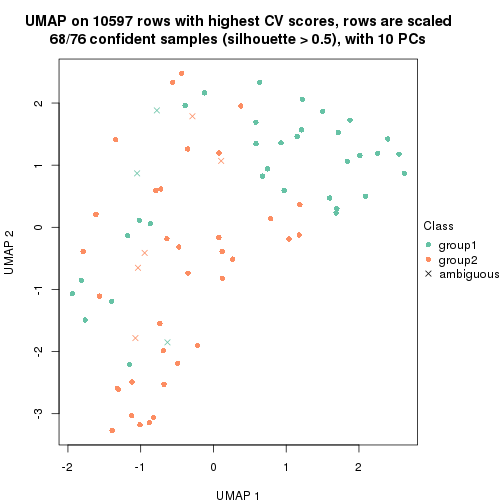 UMAP on 10597 rows with highest CV scores, rows are scaled
68/76 confident samples (silhouette > 0.5), with 10 PCs
2
1
0
-1
-2
-3
UMAP 2
-2
-1
0
1
2
UMAP 1
Class
group1
group2
ambiguous